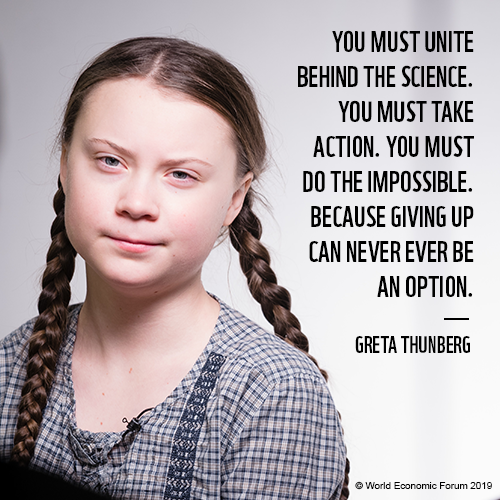 YOU MUST UNITE
BEHIND THE SCIENCE.
YOU MUST TAKE
ACTION. YOU MUST
DO THE IMPOSSIBLE.
BECAUSE GIVING UP
CAN NEVER EVER BE
AN OPTION.
—
GRETA THUNBERG
© World Economic Forum 2019